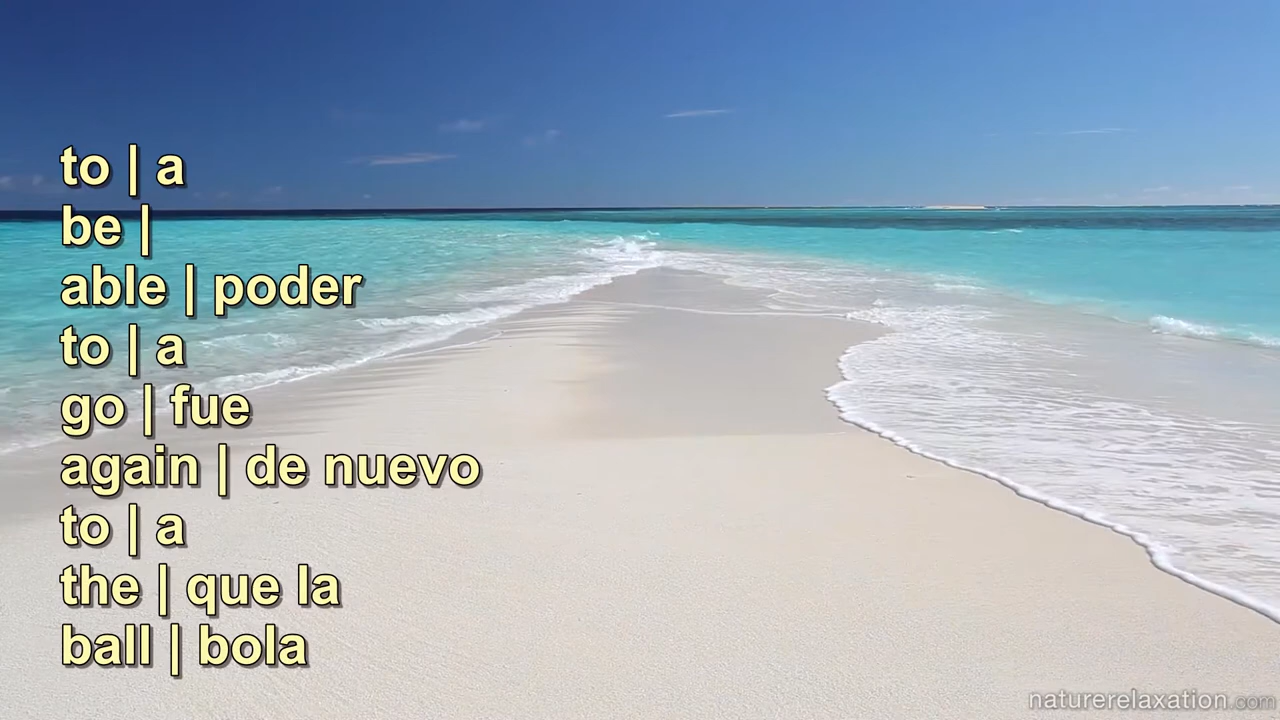 to | a
be |
able | poder
to | a
go | fue
again | de nuevo
to | a
the | que la
ball | bola
naturerelaxation.com